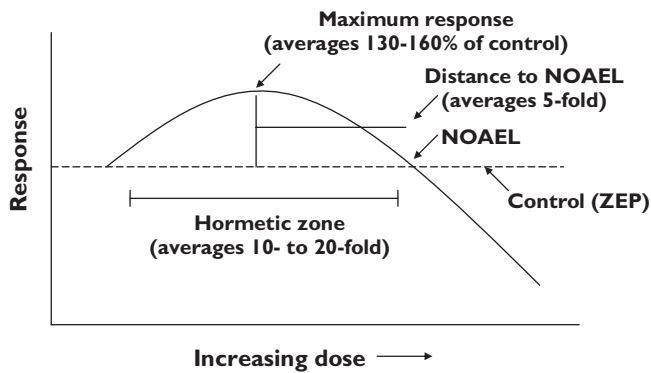 Maximum response
(averages 130-160% of control)
Distance to NOAEL
(averages 5-fold)
NOAEL
Response
Control (ZEP)
Hormetic zone
(averages 10- to 20-fold)
Increasing dose